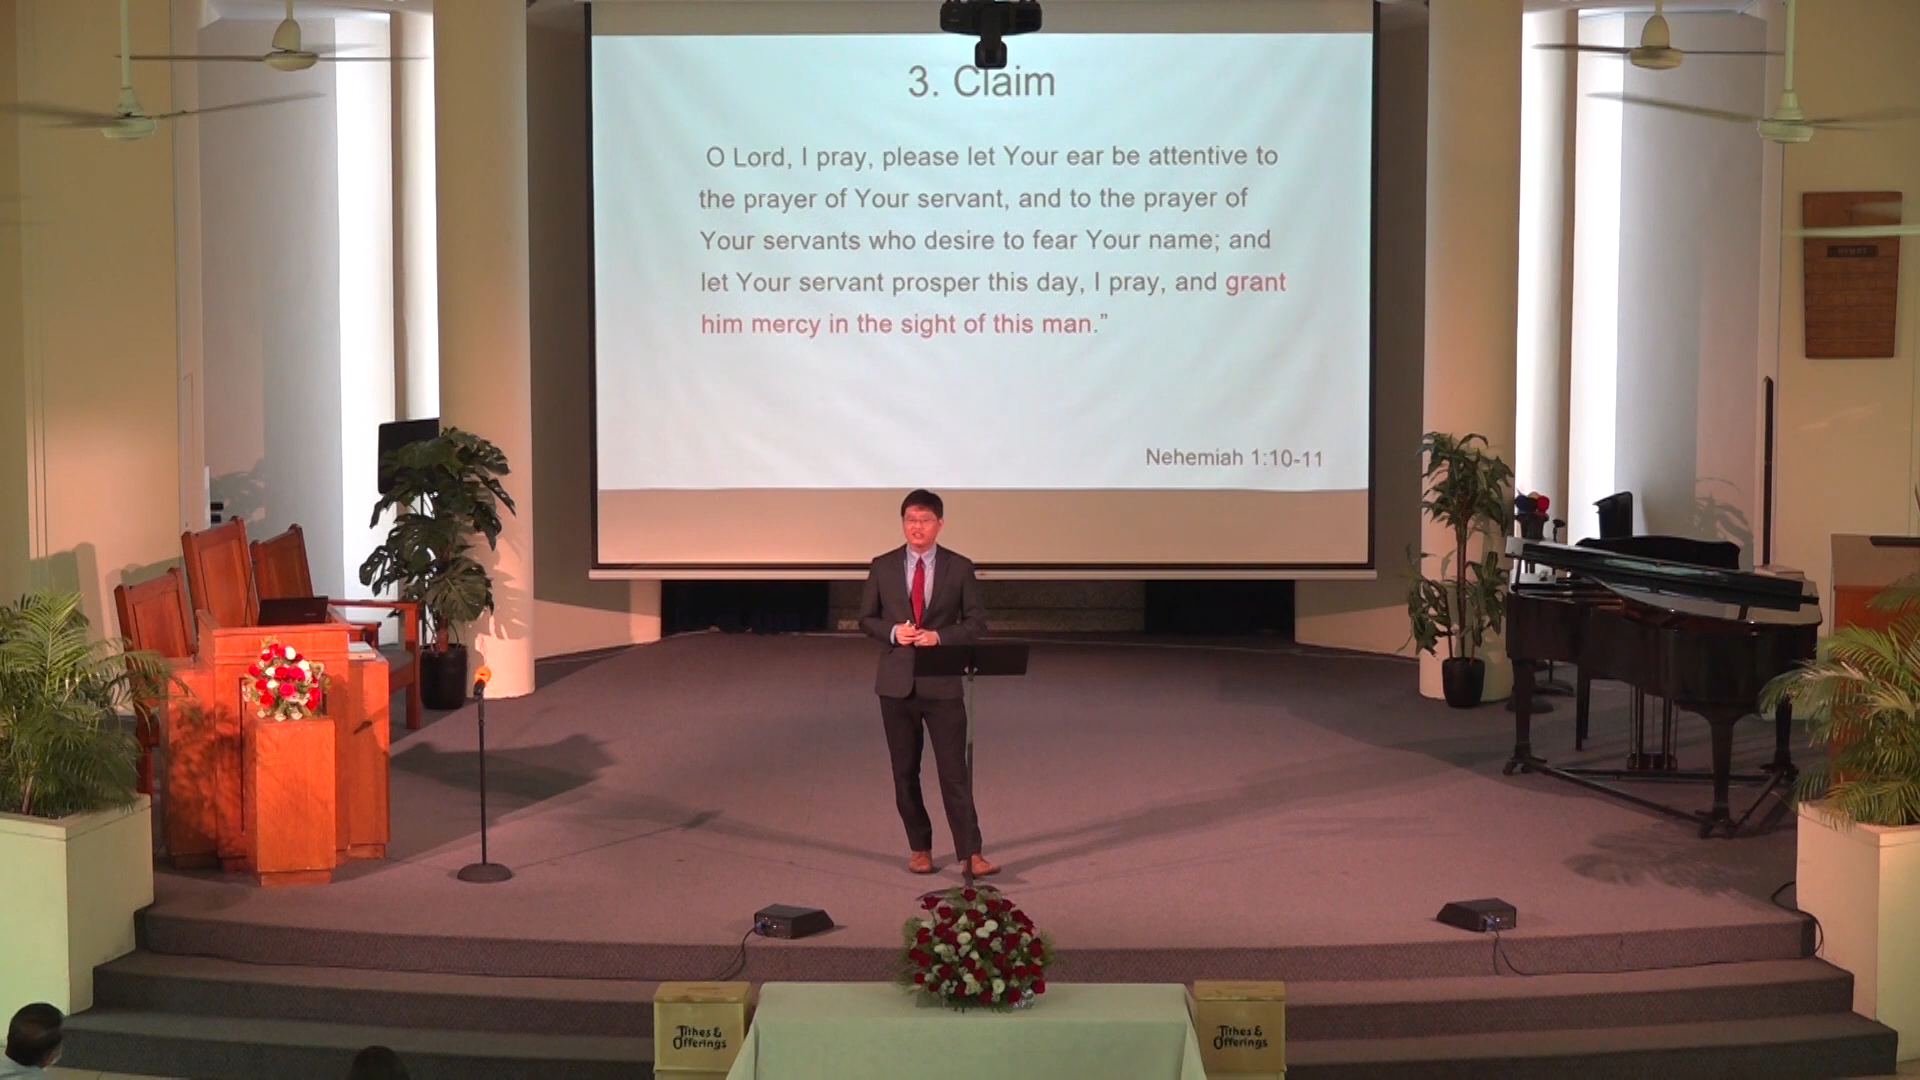 3. Claim
O Lord, I pray, please let Your ear be attentive to
the prayer of Your servant, and to the prayer of
Your servants who desire to fear Your name; and
let Your servant prosper this day, I pray, and grant
him mercy in the sight of this man.”
Nehemiah 1:10-11
Tithes &
Offerings
Tithes &
Offerings